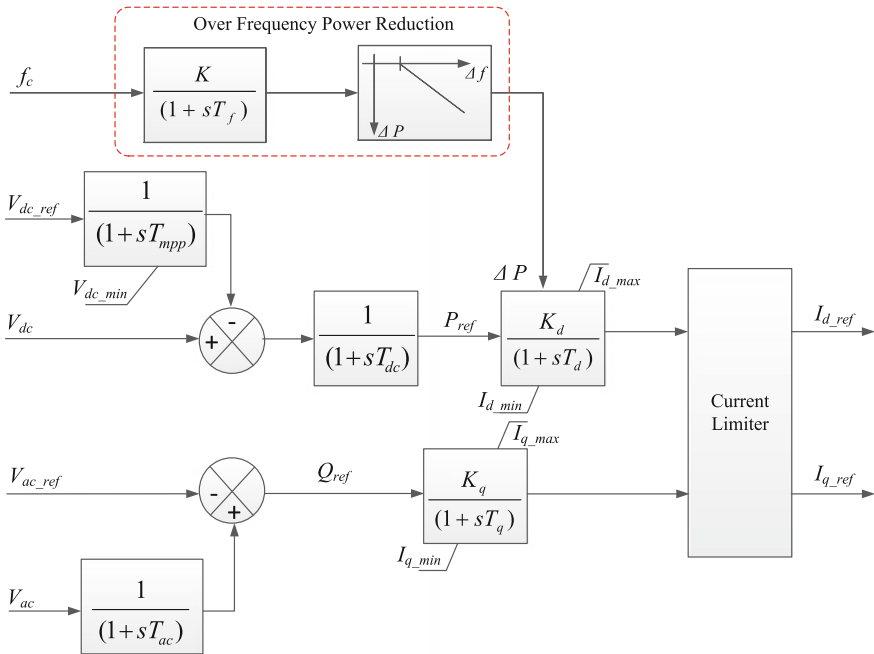 Over Frequency Power Reduction
f_c
K
(1 + sT_f)
Δf
ΔP
V_dc_ref
1
(1+sT_mpp)
V_dc_min
ΔP
I_d_max
V_dc
-
+
1
(1+sT_dc)
P_ref
K_d
(1+sT_d)
I_d_ref
I_d_min
Current
Limiter
I_q_max
V_ac_ref
-
+
Q_ref
K_q
(1+sT_q)
I_q_ref
I_q_min
V_ac
1
(1+sT_ac)